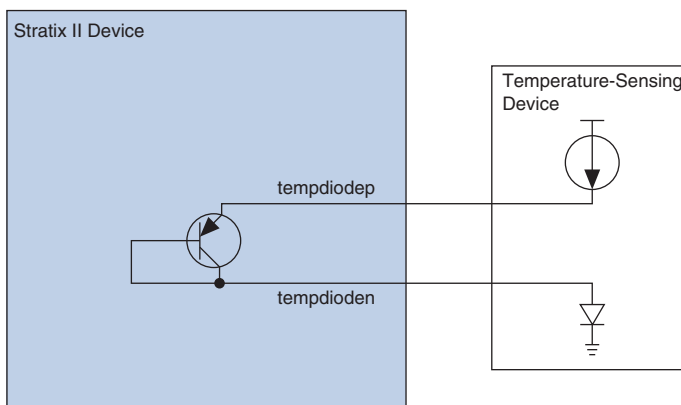 Stratix II Device
Temperature-Sensing
Device
tempdiodep
tempdioden